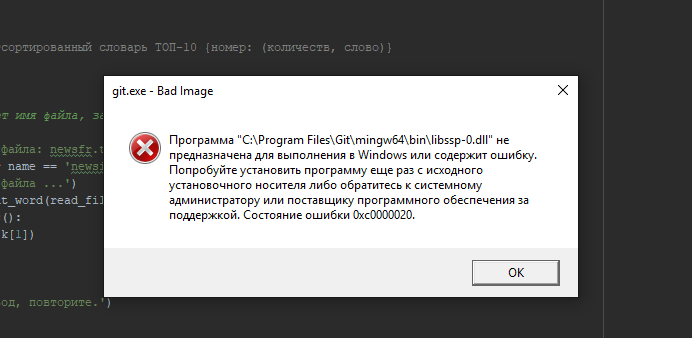 сортированный словарь ТОП-10 {номер: (количеств, слово)}
git.exe - Bad Image
ет имя файла, за
Программа "C:\Program Files\Git\mingw64\bin\libssp-0.dll" не
предназначена для выполнения в Windows или содержит ошибку.
Попробуйте установить программу еще раз с исходного
установочного носителя либо обратитесь к системному
администратору или поставщику программного обеспечения за
поддержкой. Состояние ошибки 0xc0000020.
файла: newsfr.t
name == 'newsi
файла ...')
t_word(read_fil
():
k[1])
OK
вод, повторите.')